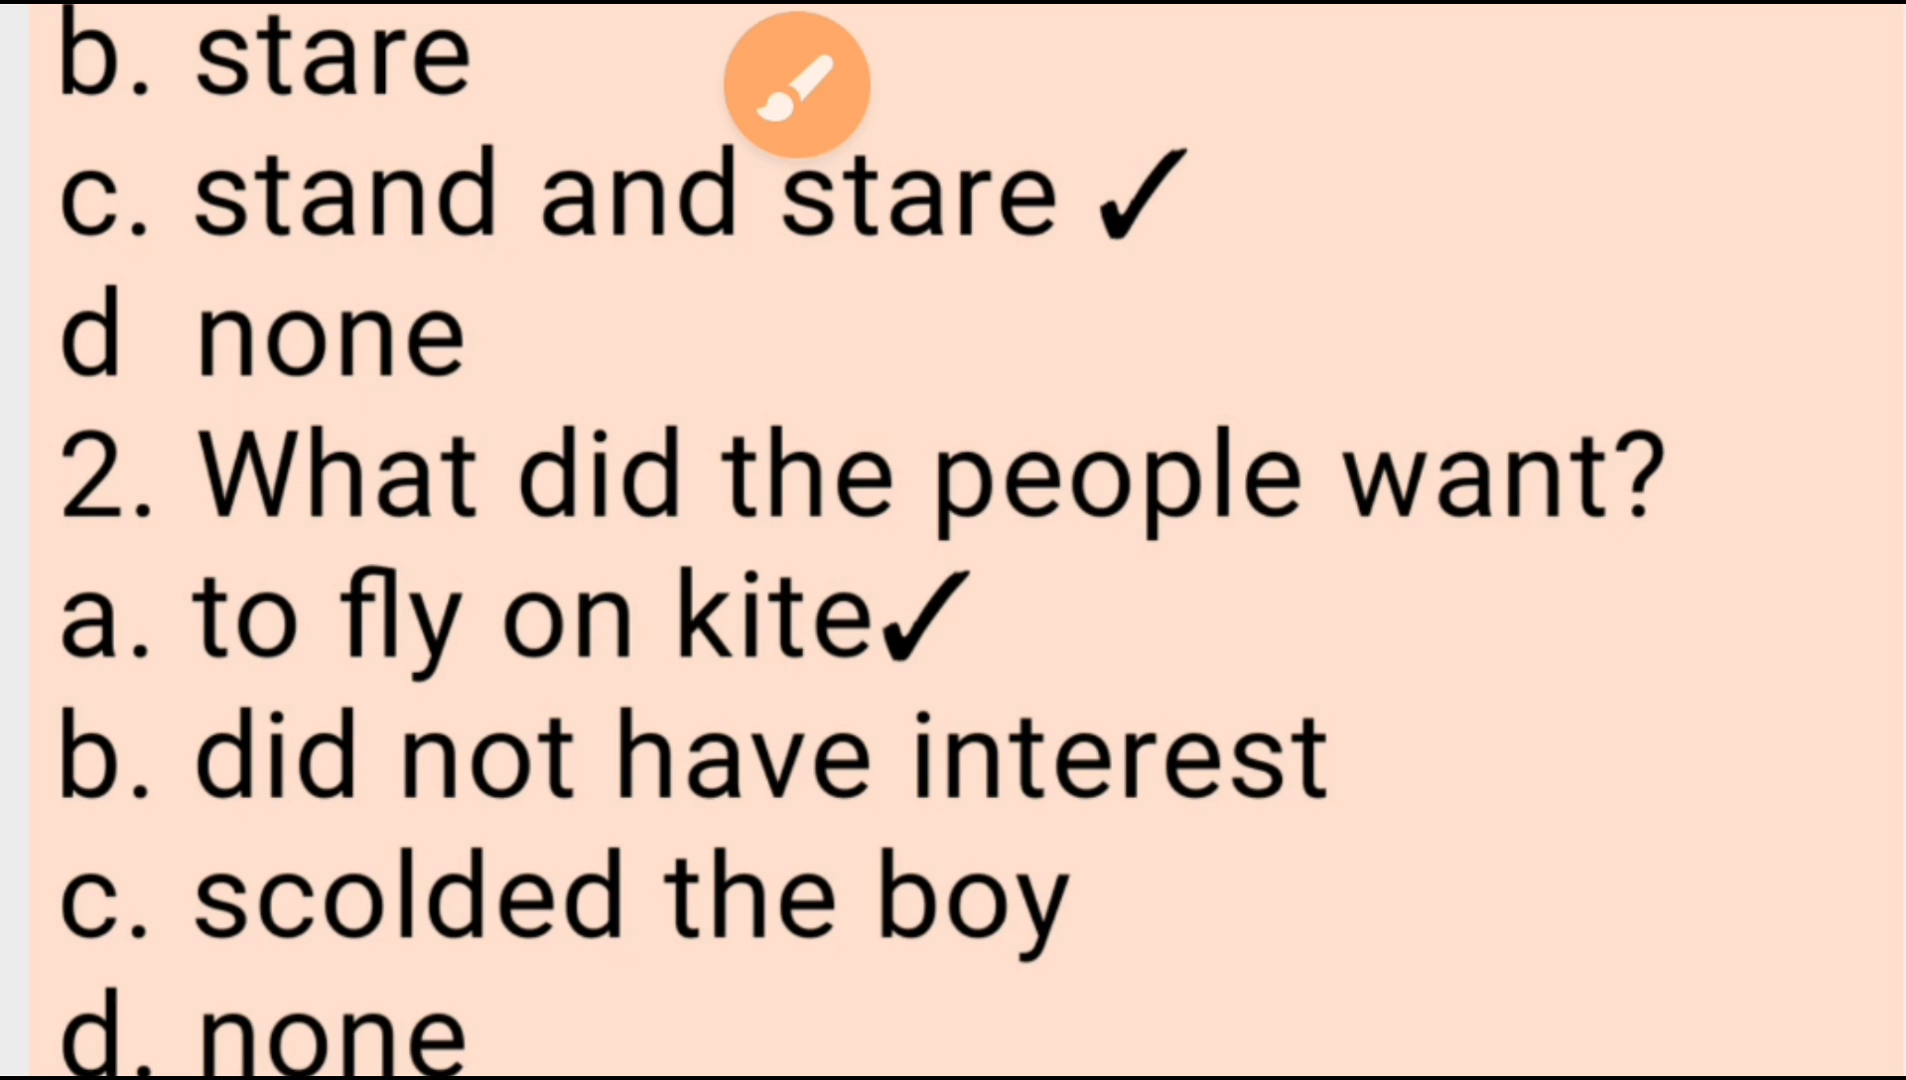 b. stare
c. stand and stare ✓
d none
2. What did the people want?
a. to fly on kite✓
b. did not have interest
c. scolded the boy
d. none